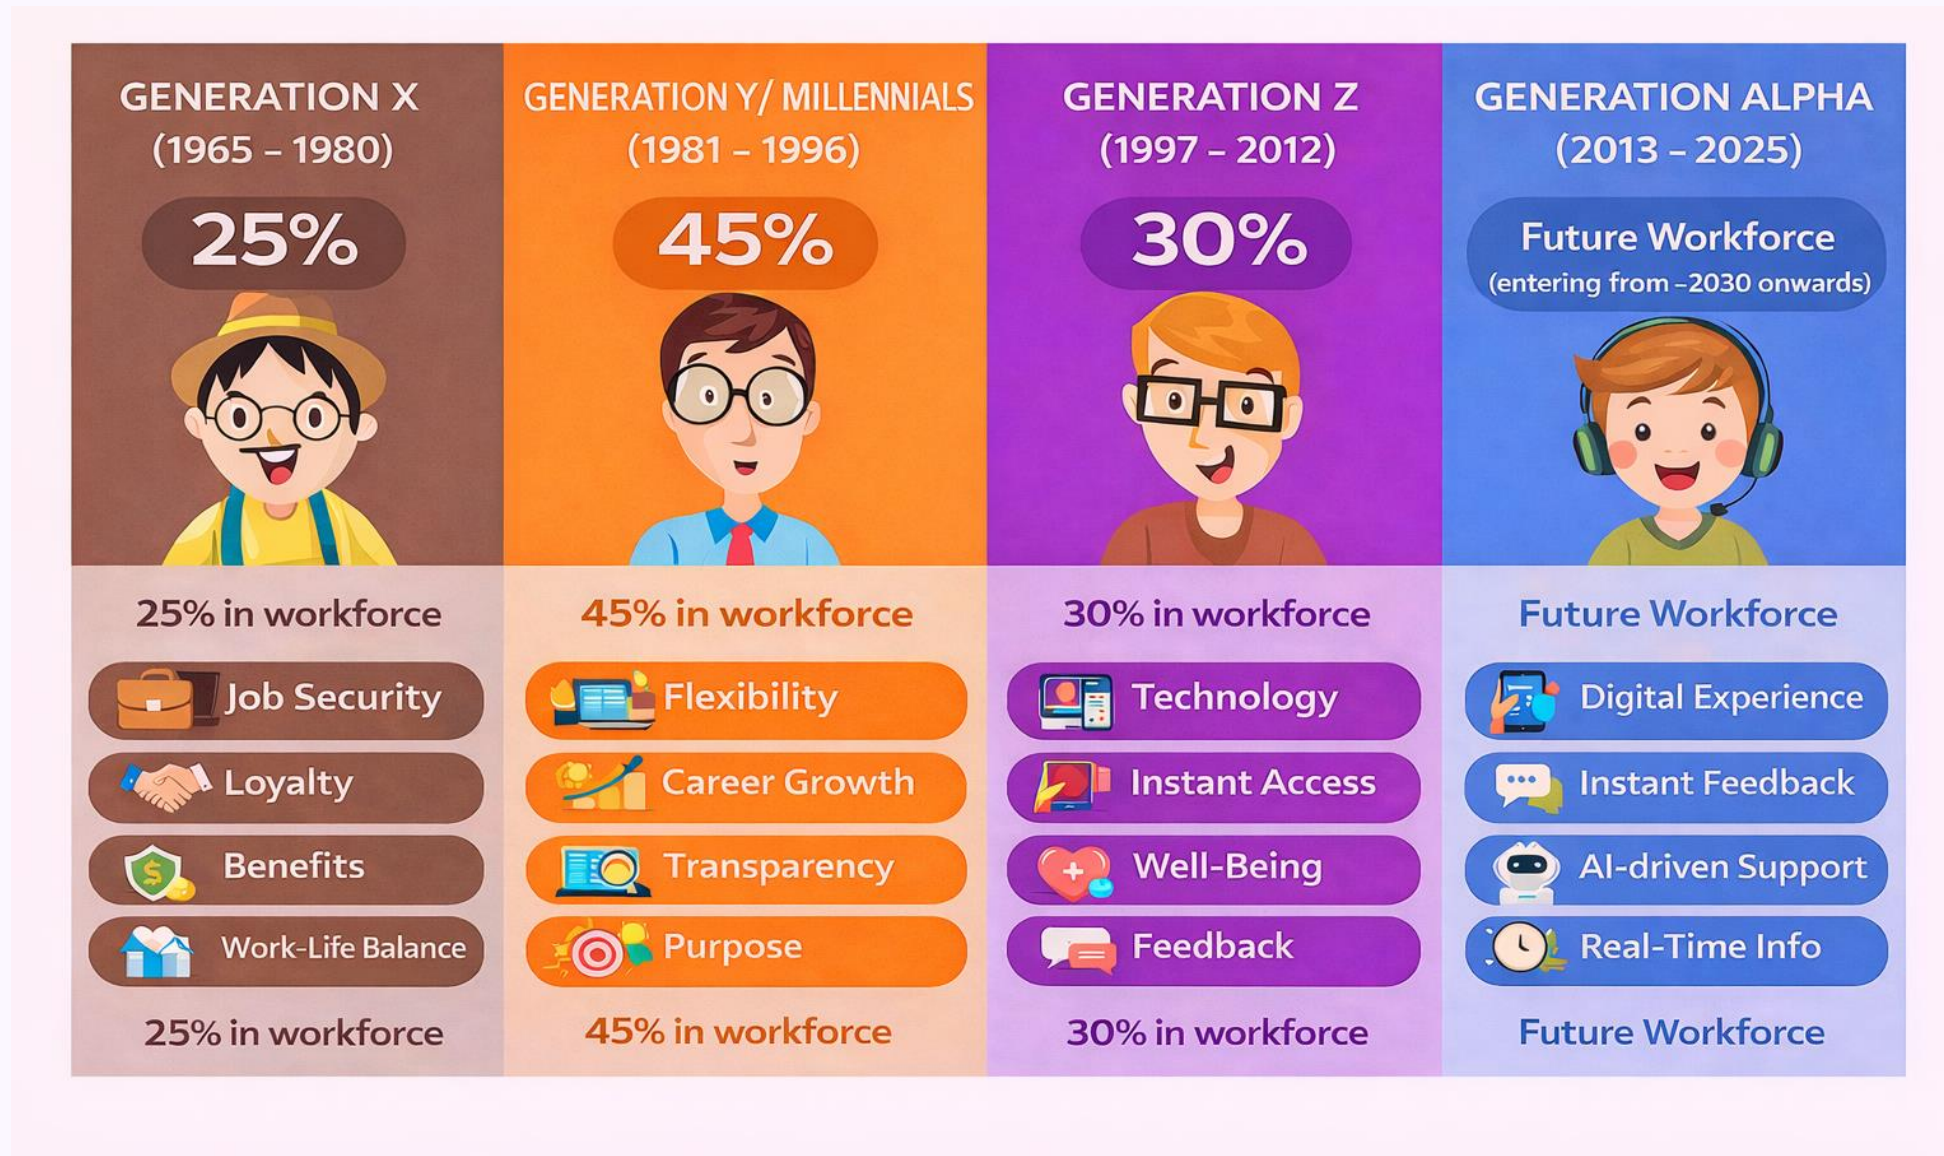 GENERATION X
(1965 – 1980)
25%
25% in workforce
Job Security
Loyalty
Benefits
Work-Life Balance
25% in workforce
GENERATION Y/ MILLENNIALS
(1981 – 1996)
45%
45% in workforce
Flexibility
Career Growth
Transparency
Purpose
45% in workforce
GENERATION Z
(1997 – 2012)
30%
30% in workforce
Technology
Instant Access
Well-Being
Feedback
30% in workforce
GENERATION ALPHA
(2013 – 2025)
Future Workforce
(entering from –2030 onwards)
Future Workforce
Digital Experience
Instant Feedback
AI-driven Support
Real-Time Info
Future Workforce